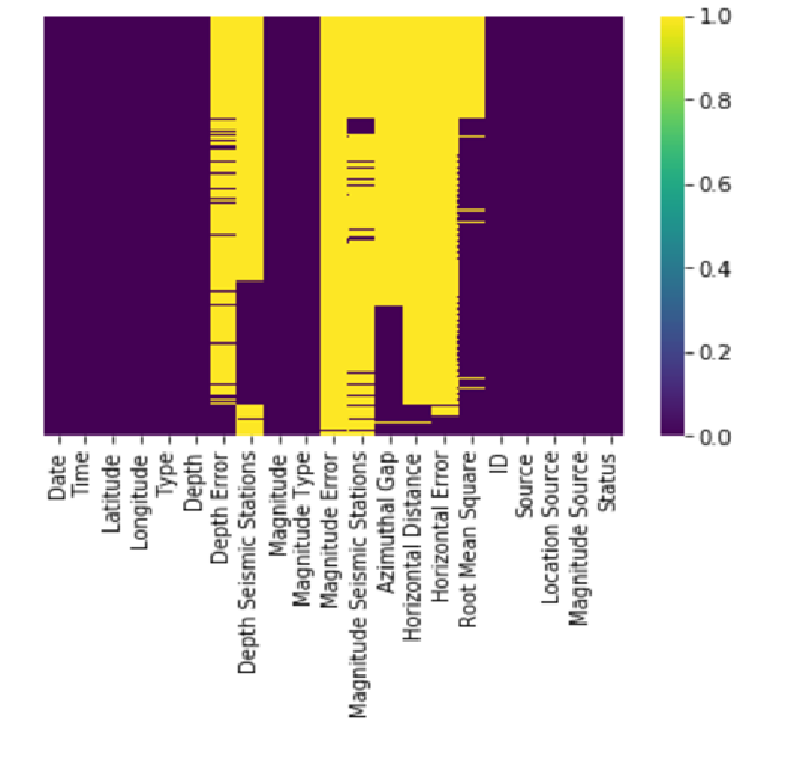 1.0
0.8
0.6
0.4
0.2
0.0
Date
Time
Latitude
Longitude
Type
Depth
Depth Error
Depth Seismic Stations
Magnitude
Magnitude Type
Magnitude Error
Magnitude Seismic Stations
Azimuthal Gap
Horizontal Distance
Horizontal Error
Root Mean Square
ID
Source
Location Source
Magnitude Source
Status